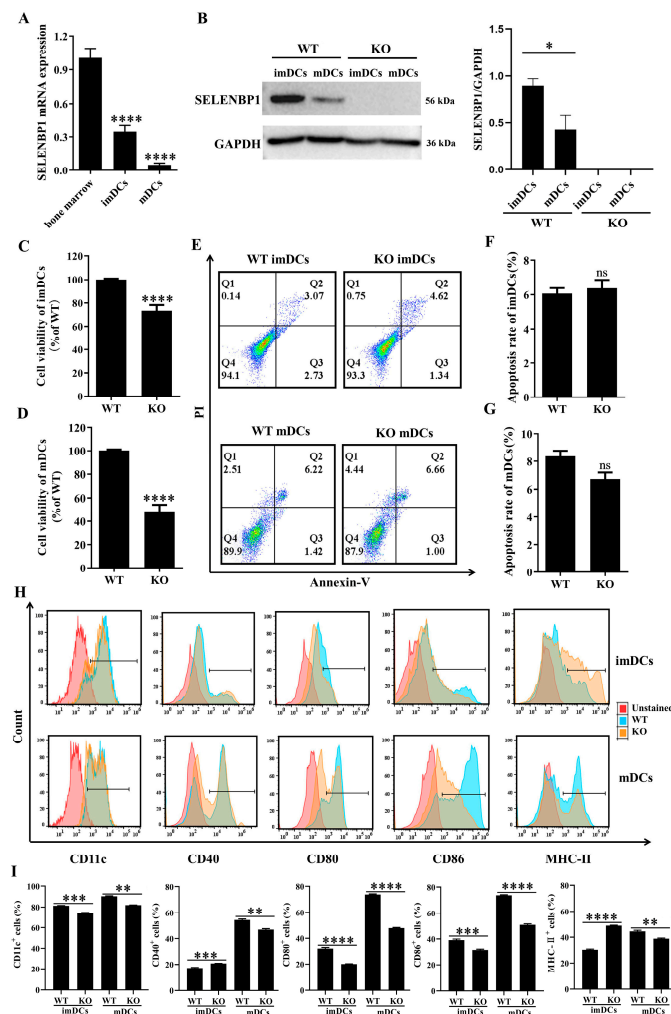 A
SELENBP1 mRNA expression
1.5
1.2
0.9
0.6
0.3
0.0
****
****
bone marrow
imDCs
mDCs
B
WT KO
imDCs mDCs imDCs mDCs
SELENBP1 56 kDa
GAPDH 36 kDa
SELENBP1/GAPDH
1.5
1.0
0.5
0.0
*
imDCs mDCs imDCs mDCs
WT KO
C
Cell viability of imDCs
(%of WT)
120
100
80
60
40
20
0
****
WT KO
D
Cell viability of mDCs
(%of WT)
120
100
80
60
40
20
0
****
WT KO
E
PI
WT imDCs KO imDCs
Q1 Q2 Q1 Q2
0.14 3.07 0.75 4.62
Q4 Q3 Q4 Q3
94.1 2.73 93.3 1.34
WT mDCs KO mDCs
Q1 Q2 Q1 Q2
2.51 6.22 4.44 6.66
Q4 Q3 Q4 Q3
89.9 1.42 87.9 1.00
Annexin-V
F
Apoptosis rate of imDCs(%)
8
6
4
2
0
ns
WT KO
G
Apoptosis rate of mDCs(%)
10
8
6
4
2
0
ns
WT KO
H
Count
imDCs
Unstained
WT
KO
mDCs
CD11c CD40 CD80 CD86 MHC-II
I
CD11c+ cells (%)
100
80
60
40
20
0
*** **
WT KO WT KO
imDCs mDCs
CD40+ cells (%)
*** **
WT KO WT KO
imDCs mDCs
CD80+ cells (%)
**** ****
WT KO WT KO
imDCs mDCs
CD86+ cells (%)
*** ****
WT KO WT KO
imDCs mDCs
MHC-II+ cells (%)
**** **
WT KO WT KO
imDCs mDCs